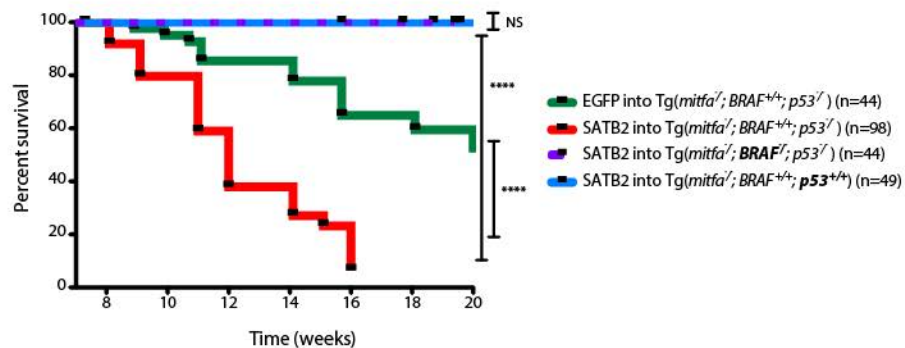 100
80
60
40
20
0
Percent survival
8 10 12 14 16 18 20
Time (weeks)
NS
****
****
EGFP into Tg(mitfa-/-; BRAF+/+; p53-/-) (n=44)
SATB2 into Tg(mitfa-/-; BRAF+/+; p53-/-) (n=98)
SATB2 into Tg(mitfa-/-; BRAF-/-; p53-/-) (n=44)
SATB2 into Tg(mitfa-/-; BRAF+/+; p53+/+) (n=49)